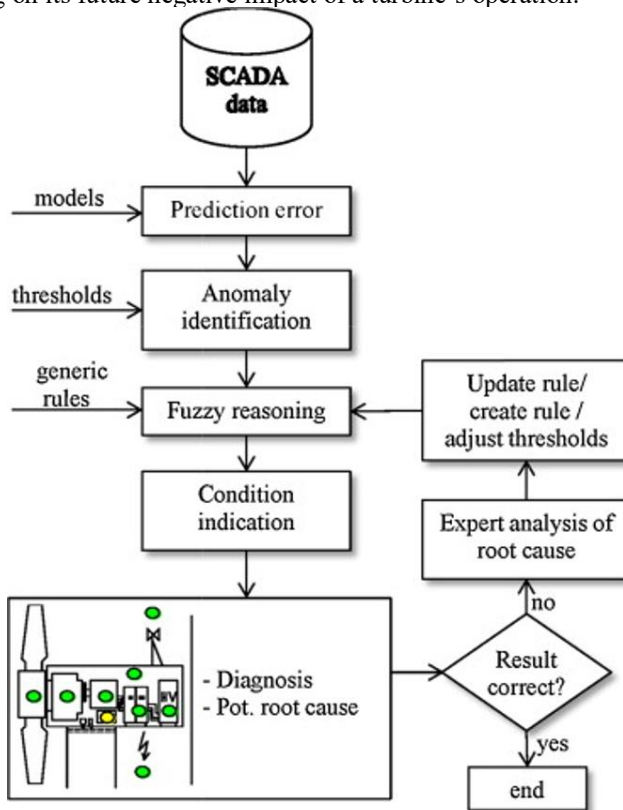 g on its future negative impact of a turbine's operation.
SCADA
data
models
Prediction error
thresholds
Anomaly
identification
generic
rules
Fuzzy reasoning
Update rule/
create rule /
adjust thresholds
Condition
indication
Expert analysis of
root cause
no
- Diagnosis
- Pot. root cause
Result
correct?
yes
end